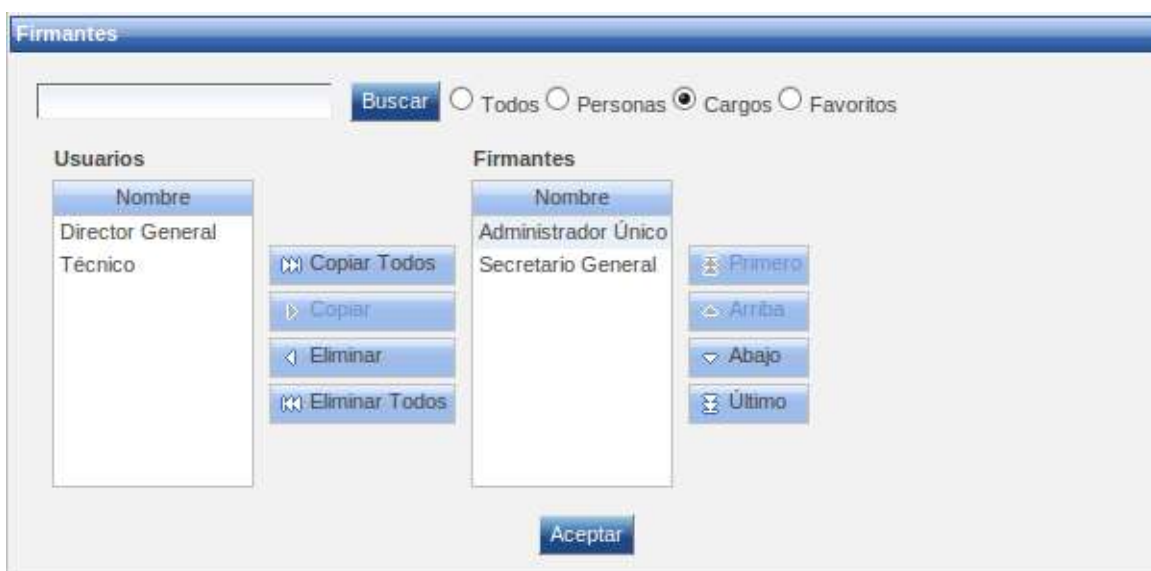 Firmantes
Buscar Todos Personas Cargos Favoritos
Usuarios Firmantes
Nombre Nombre
Director General Administrador Único
Técnico Copiar Todos Secretario General Primero
Copiar Arriba
Eliminar Abajo
Eliminar Todos Último
Aceptar